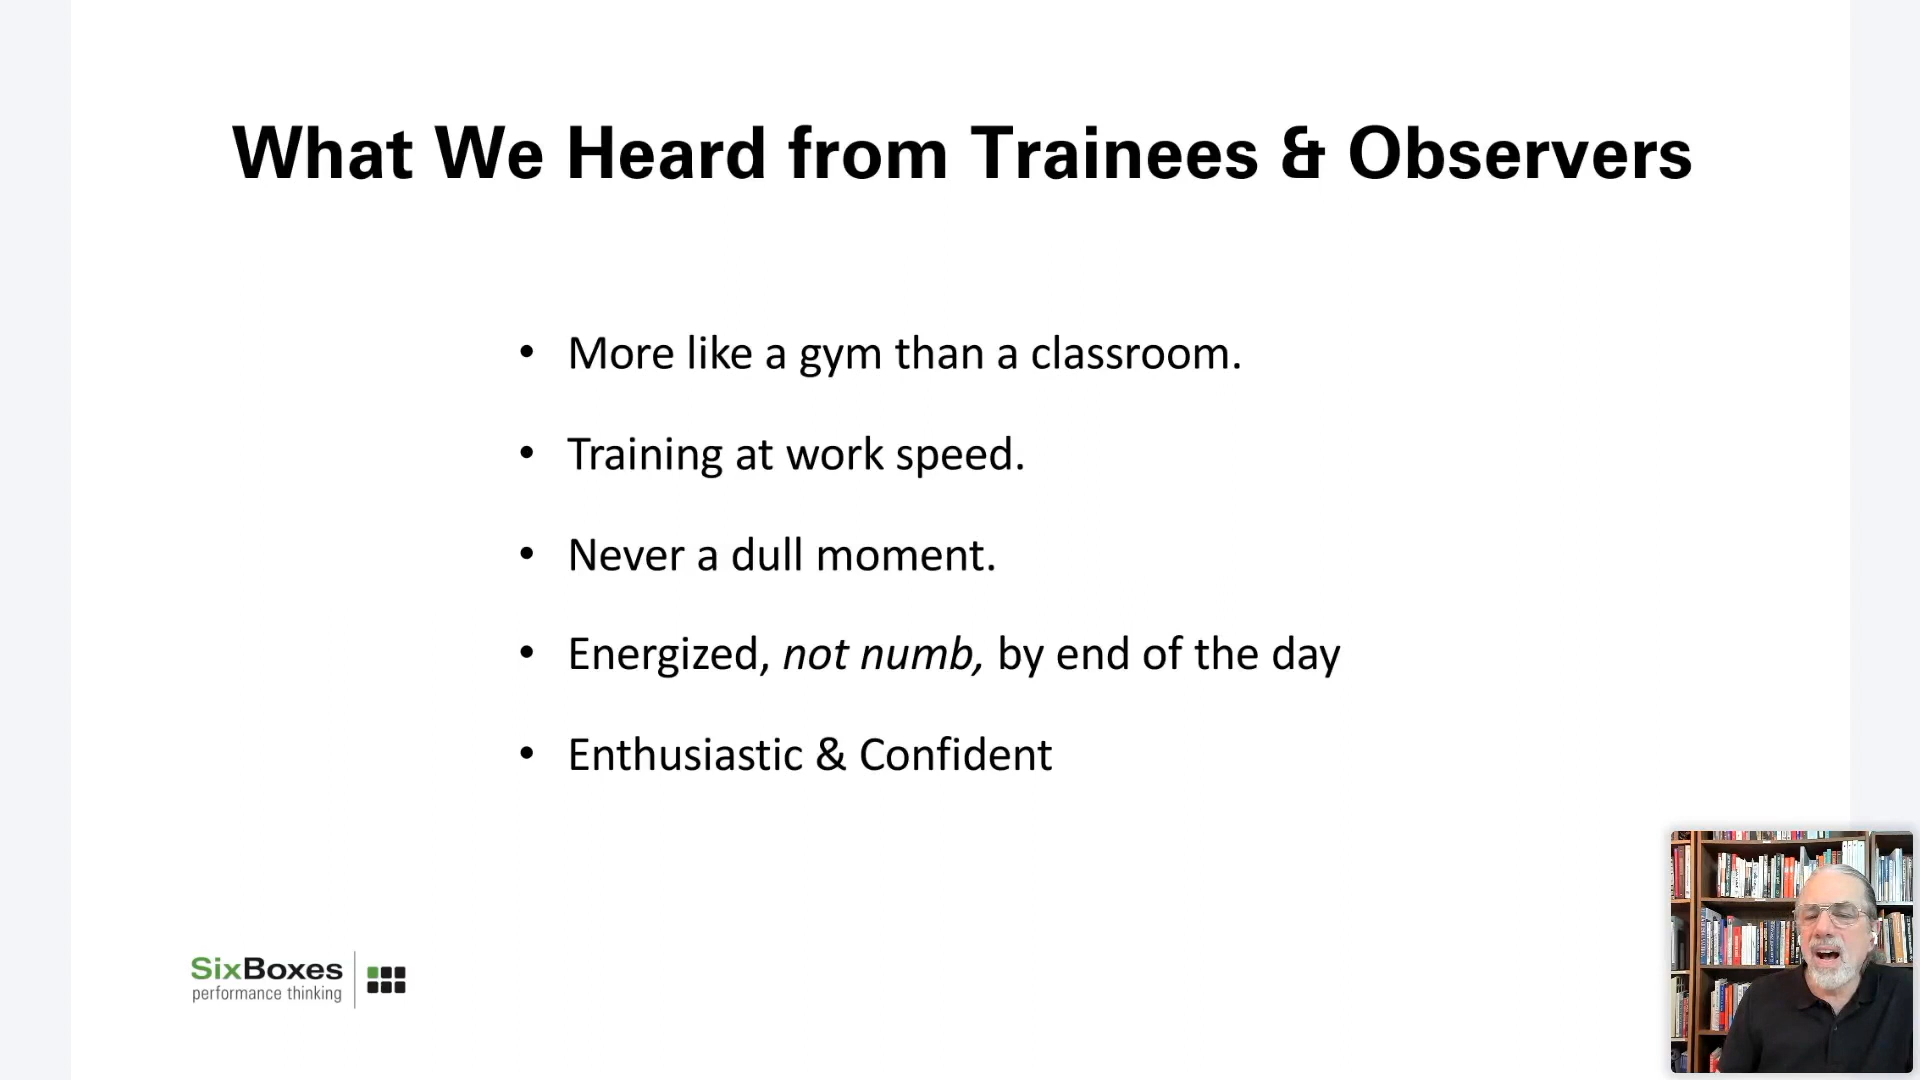 What We Heard from Trainees & Observers
• More like a gym than a classroom.
• Training at work speed.
• Never a dull moment.
• Energized, not numb, by end of the day
• Enthusiastic & Confident
SixBoxes
performance thinking